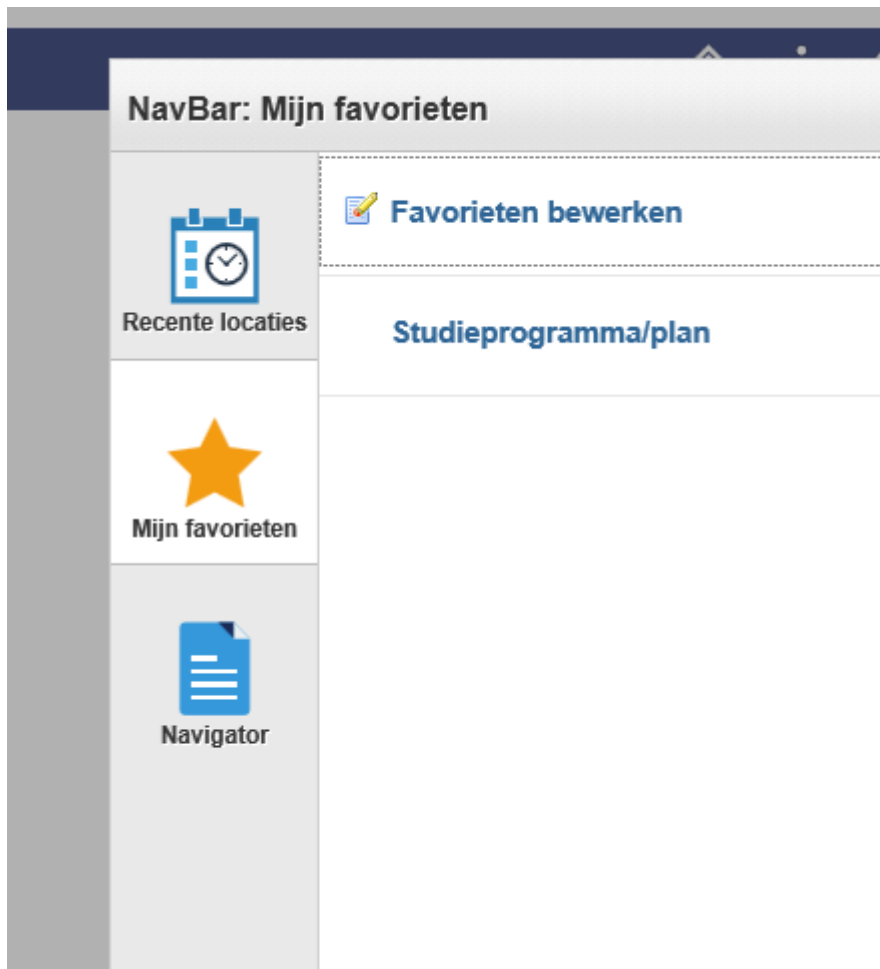 NavBar: Mijn favorieten
Recente locaties
Mijn favorieten
Navigator
Favorieten bewerken
Studieprogramma/plan